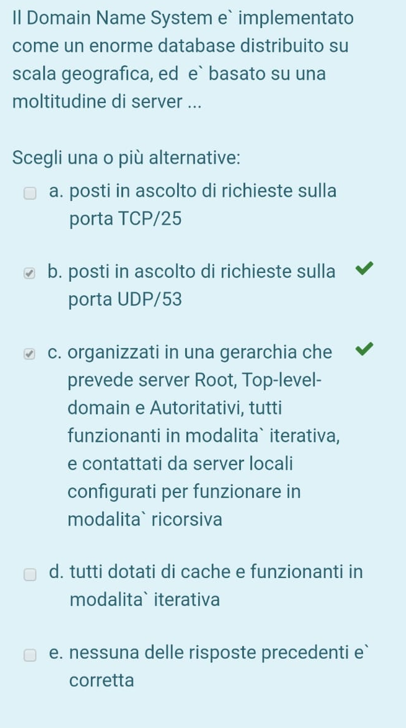 Il Domain Name System e` implementato
come un enorme database distribuito su
scala geografica, ed e` basato su una
moltitudine di server ...
Scegli una o più alternative:
a. posti in ascolto di richieste sulla
porta TCP/25
b. posti in ascolto di richieste sulla
porta UDP/53
c. organizzati in una gerarchia che
prevede server Root, Top-level-
domain e Autoritativi, tutti
funzionanti in modalita` iterativa,
e contattati da server locali
configurati per funzionare in
modalita` ricorsiva
d. tutti dotati di cache e funzionanti in
modalita` iterativa
e. nessuna delle risposte precedenti e`
corretta